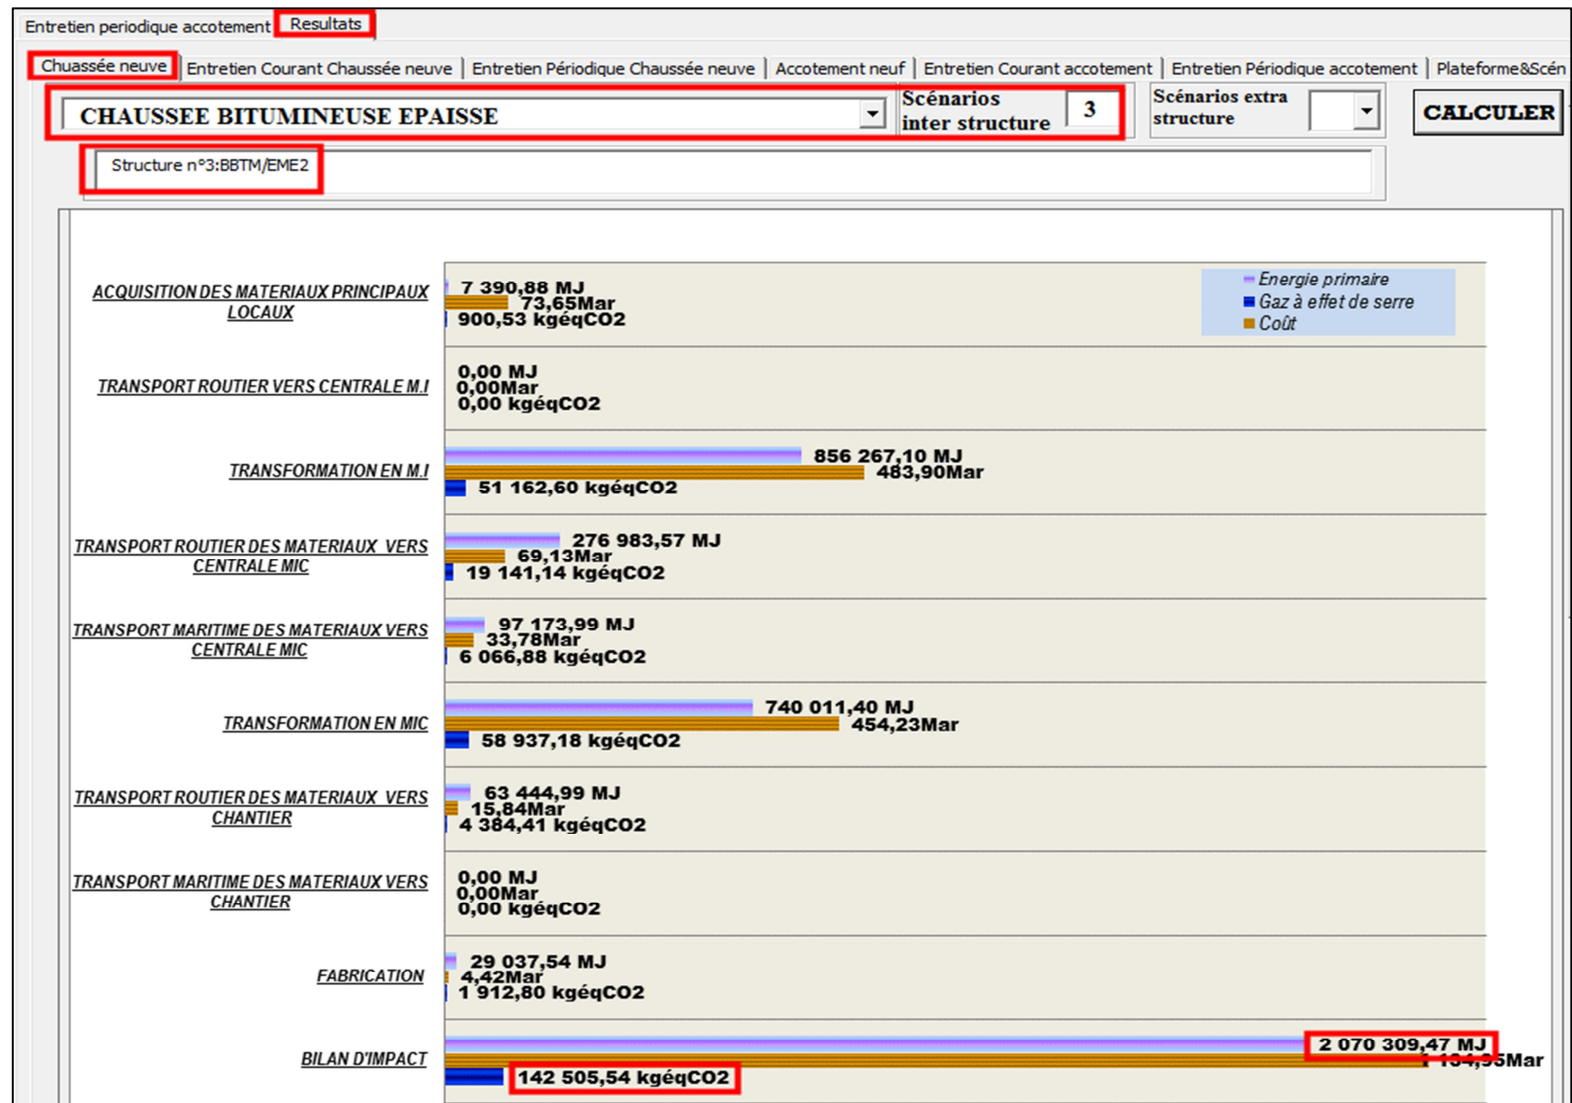 Entretien periodique accotement Resultats
Chuassée neuve Entretien Courant Chaussée neuve Entretien Périodique Chaussée neuve Accotement neuf Entretien Courant accotement Entretien Périodique accotement Plateforme&Scén
CHAUSSEE BITUMINEUSE EPAISSE
Scénarios
inter structure
3
Scénarios extra
structure
CALCULER
Structure n°3:BBTM/EME2
Energie primaire
Gaz à effet de serre
Coût
ACQUISITION DES MATERIAUX PRINCIPAUX
LOCAUX
7 390,88 MJ
73,65Mar
900,53 kgéqCO2
TRANSPORT ROUTIER VERS CENTRALE M.I
0,00 MJ
0,00Mar
0,00 kgéqCO2
TRANSFORMATION EN M.I
856 267,10 MJ
483,90Mar
51 162,60 kgéqCO2
TRANSPORT ROUTIER DES MATERIAUX VERS
CENTRALE MIC
276 983,57 MJ
69,13Mar
19 141,14 kgéqCO2
TRANSPORT MARITIME DES MATERIAUX VERS
CENTRALE MIC
97 173,99 MJ
33,78Mar
6 066,88 kgéqCO2
TRANSFORMATION EN MIC
740 011,40 MJ
454,23Mar
58 937,18 kgéqCO2
TRANSPORT ROUTIER DES MATERIAUX VERS
CHANTIER
63 444,99 MJ
15,84Mar
4 384,41 kgéqCO2
TRANSPORT MARITIME DES MATERIAUX VERS
CHANTIER
0,00 MJ
0,00Mar
0,00 kgéqCO2
FABRICATION
29 037,54 MJ
4,42Mar
1 912,80 kgéqCO2
BILAN D'IMPACT
2 070 309,47 MJ
1 134,95Mar
142 505,54 kgéqCO2